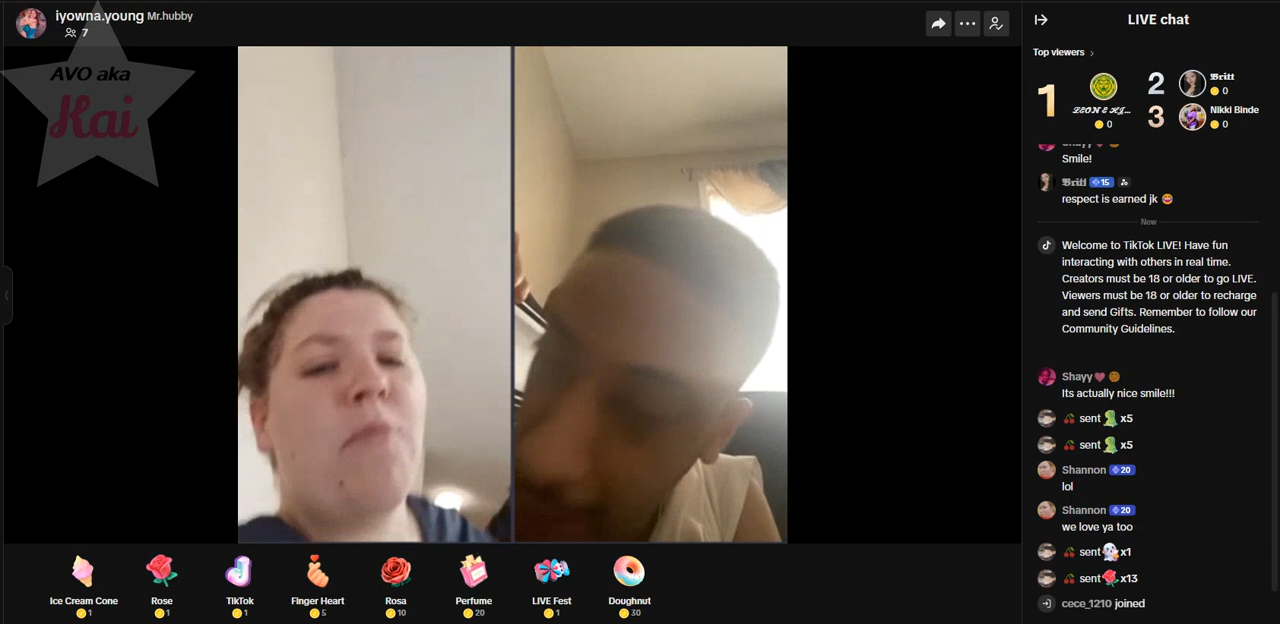 iyowna.young Mr.hubby
7
AVO aka
Kai
LIVE chat
Top viewers
1
0
2
Britt
0
3
Nikki Binde
0
Smile!
Britt 15
respect is earned jk
New
Welcome to TikTok LIVE! Have fun
interacting with others in real time.
Creators must be 18 or older to go LIVE.
Viewers must be 18 or older to recharge
and send Gifts. Remember to follow our
Community Guidelines.
Shayy
Its actually nice smile!!!
sent x5
sent x5
Shannon 20
lol
Shannon 20
we love ya too
sent x1
sent x13
cece_1210 joined
Ice Cream Cone
1
Rose
1
TikTok
1
Finger Heart
5
Rosa
10
Perfume
20
LIVE Fest
1
Doughnut
30